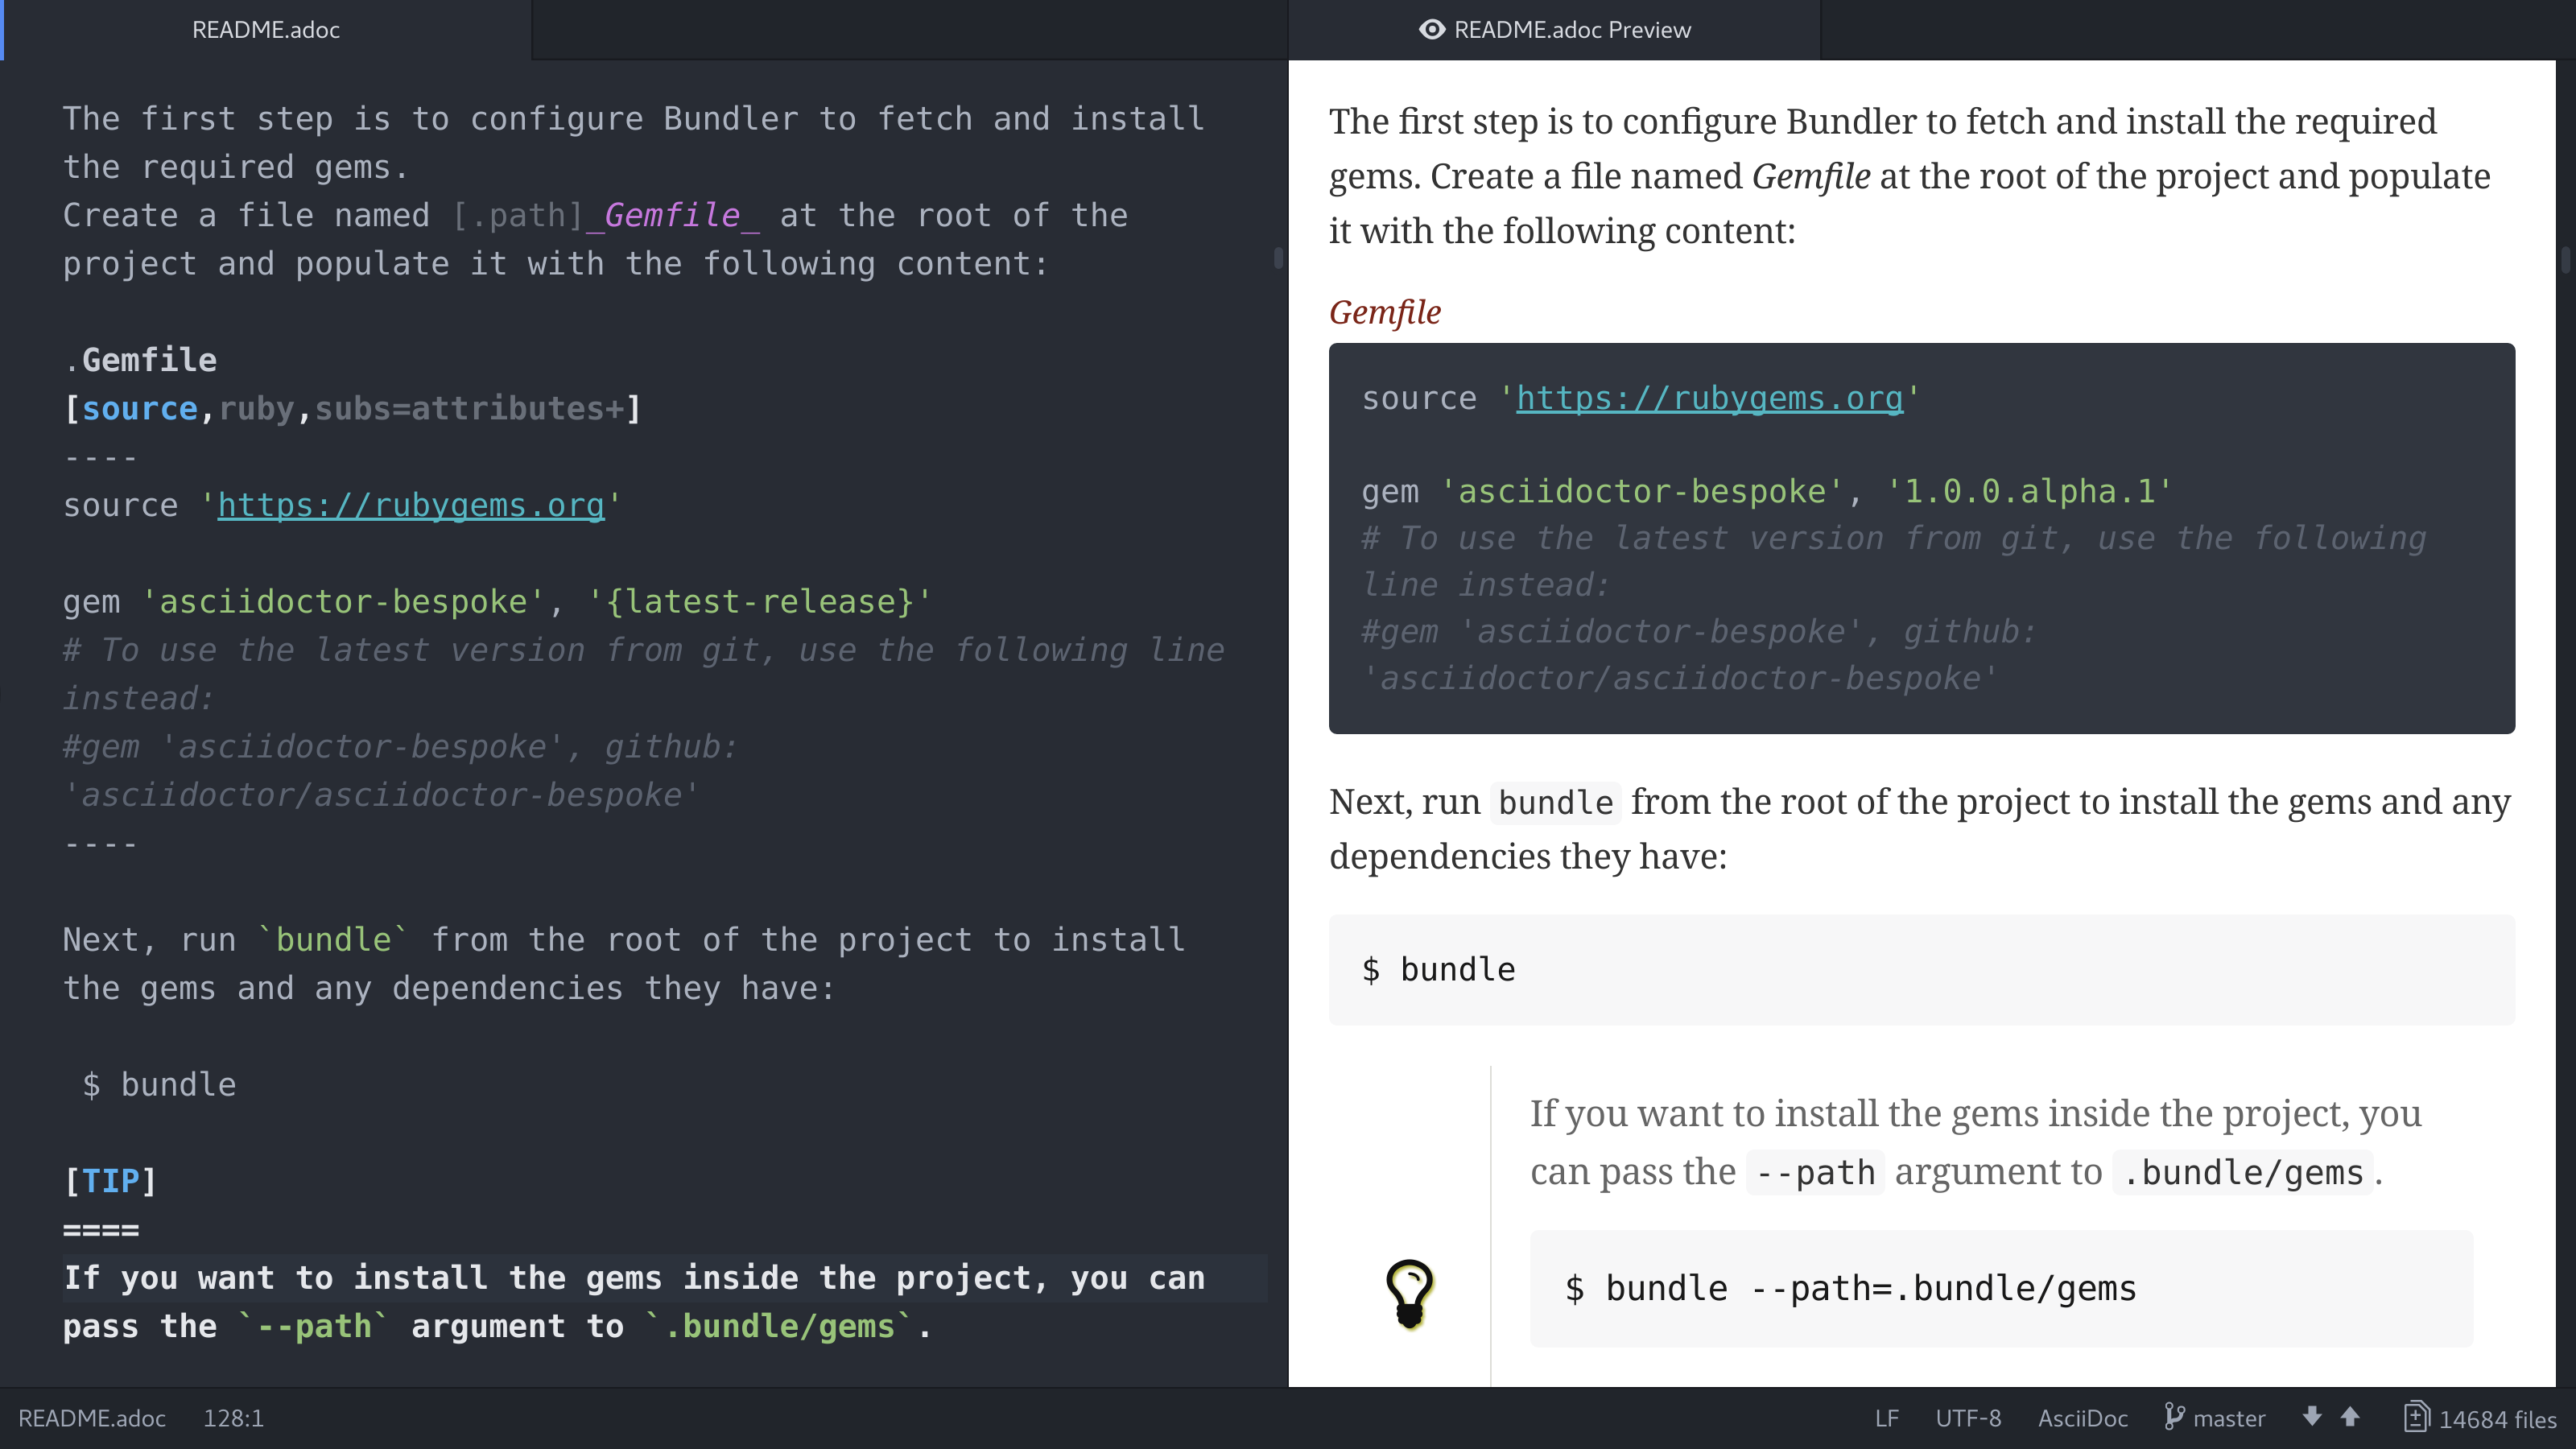 README.adoc
The first step is to configure Bundler to fetch and install
the required gems.
Create a file named [.path]_Gemfile_ at the root of the
project and populate it with the following content:
.Gemfile
[source,ruby,subs=attributes+]
----
source 'https://rubygems.org'
gem 'asciidoctor-bespoke', '{latest-release}'
# To use the latest version from git, use the following line
instead:
#gem 'asciidoctor-bespoke', github:
'asciidoctor/asciidoctor-bespoke'
----
Next, run `bundle` from the root of the project to install
the gems and any dependencies they have:
$ bundle
[TIP]
====
If you want to install the gems inside the project, you can
pass the `--path` argument to `.bundle/gems`.
README.adoc Preview
The first step is to configure Bundler to fetch and install the required
gems. Create a file named Gemfile at the root of the project and populate
it with the following content:
Gemfile
source 'https://rubygems.org'
gem 'asciidoctor-bespoke', '1.0.0.alpha.1'
# To use the latest version from git, use the following
line instead:
#gem 'asciidoctor-bespoke', github:
'asciidoctor/asciidoctor-bespoke'
Next, run bundle from the root of the project to install the gems and any
dependencies they have:
$ bundle
If you want to install the gems inside the project, you
can pass the --path argument to .bundle/gems.
$ bundle --path=.bundle/gems
README.adoc 128:1 LF UTF-8 AsciiDoc master 14684 files